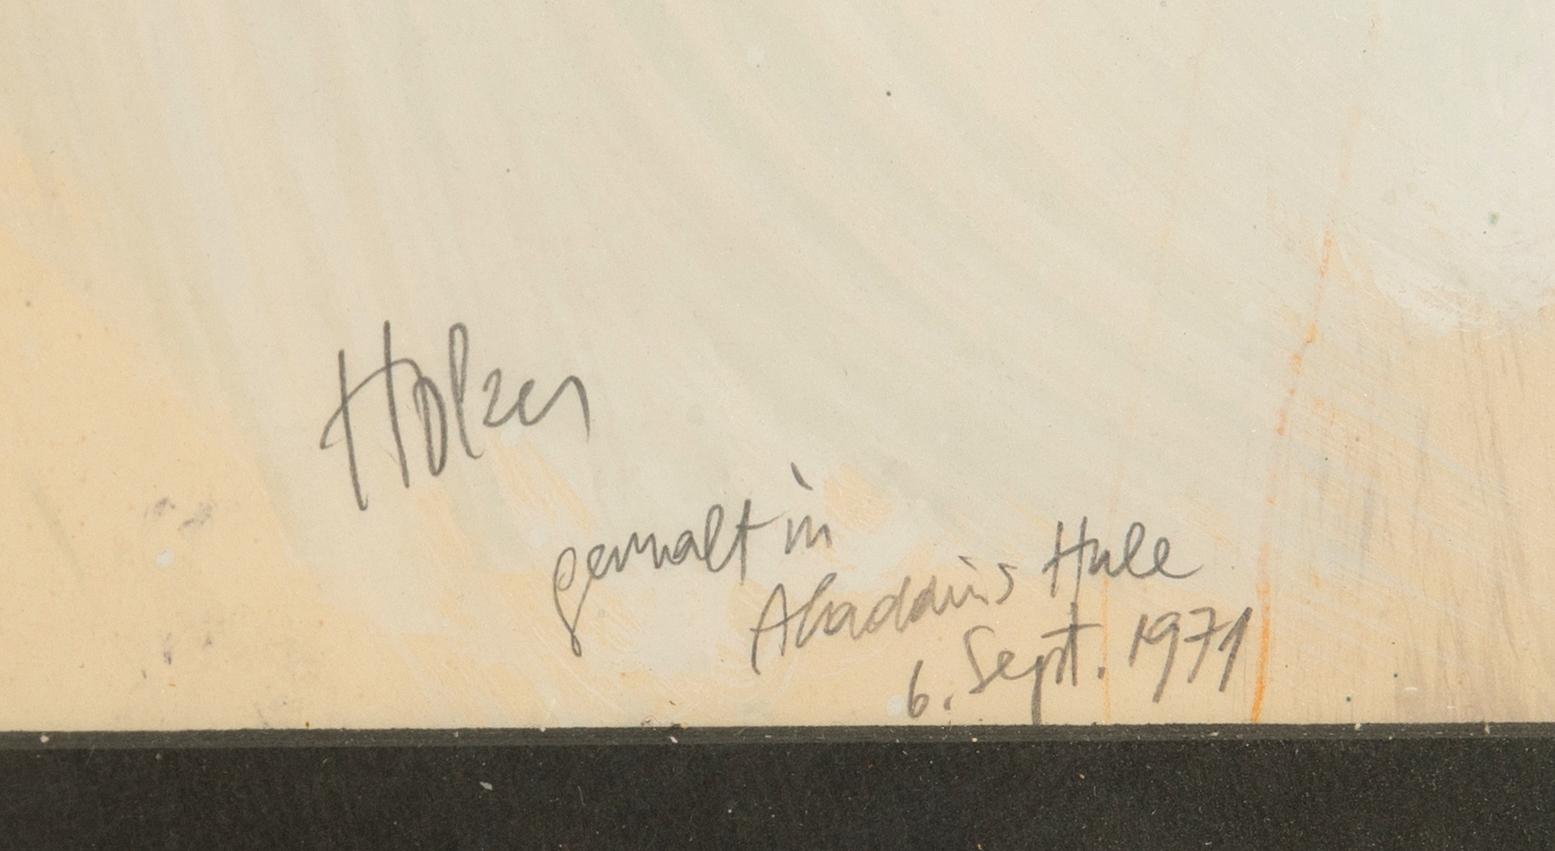 Holzer
gemalt in
Aladdins Hule
6. Sept. 1971